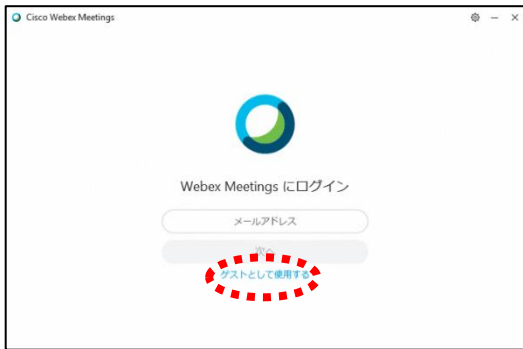 Cisco Webex Meetings
Webex Meetings にログイン
メールアドレス
次へ
ゲストとして使用する